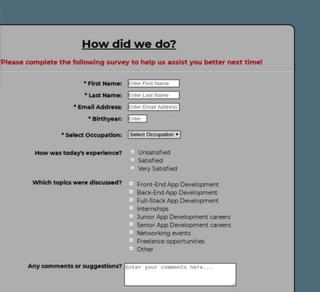 How did we do?
*Please complete the following survey to help us assist you better next time!
* First Name: Enter First Name
* Last Name: Enter Last Name
* Email Address: Enter Email Address
* Birthyear: Enter
* Select Occupation: Select Occupation
How was today's experience? Unsatisfied
Satisfied
Very Satisfied
Which topics were discussed? Front-End App Development
Back-End App Development
Full-Stack App Development
Internships
Junior App Development careers
Senior App Development careers
Networking events
Freelance opportunities
Other
Any comments or suggestions? Enter your comments here...